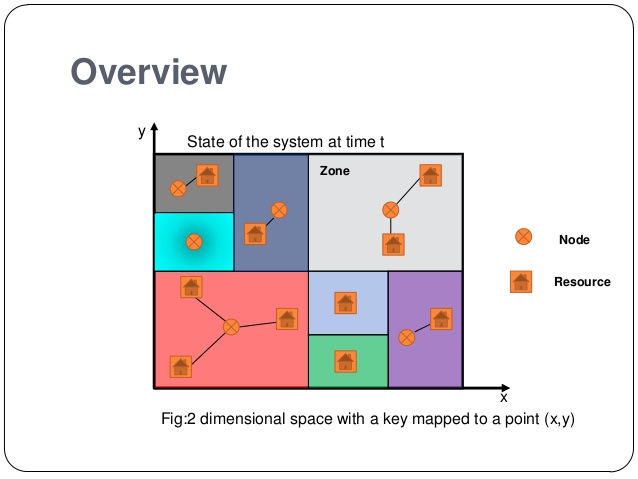 Overview
y
State of the system at time t
Zone
Node
Resource
x
Fig:2 dimensional space with a key mapped to a point (x,y)